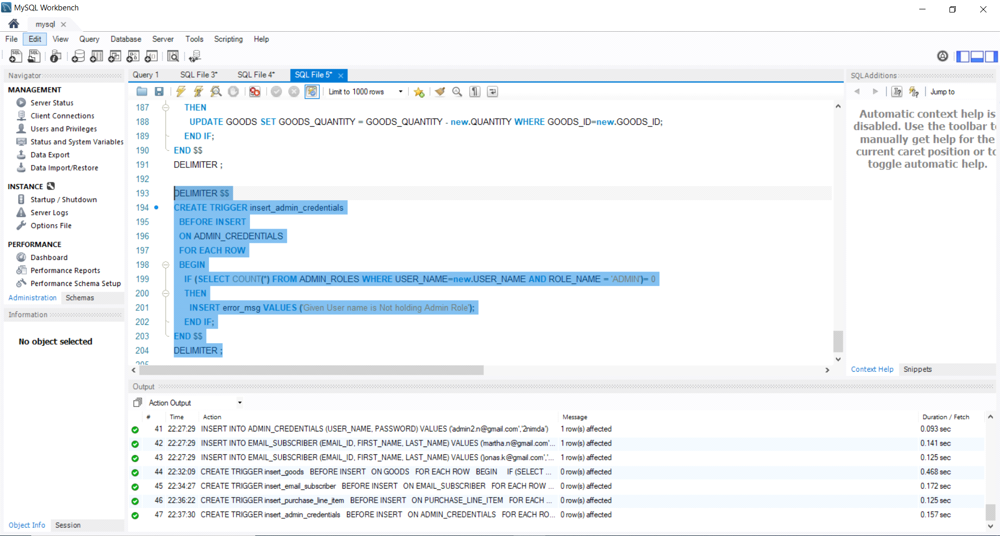 MySQL Workbench
mysql
File Edit View Query Database Server Tools Scripting Help
Navigator
MANAGEMENT
Server Status
Client Connections
Users and Privileges
Status and System Variables
Data Export
Data Import/Restore
INSTANCE
Startup / Shutdown
Server Logs
Options File
PERFORMANCE
Dashboard
Performance Reports
Performance Schema Setup
Administration Schemas
Information
No object selected
Object Info Session
Query 1 SQL File 3* SQL File 4* SQL File 5*
Limit to 1000 rows
187 THEN
188 UPDATE GOODS SET GOODS_QUANTITY = GOODS_QUANTITY - new.QUANTITY WHERE GOODS_ID=new.GOODS_ID;
189 END IF;
190 END $$
191 DELIMITER ;
192
193 DELIMITER $$
194 CREATE TRIGGER insert_admin_credentials
195 BEFORE INSERT
196 ON ADMIN_CREDENTIALS
197 FOR EACH ROW
198 BEGIN
199 IF (SELECT COUNT(*) FROM ADMIN_ROLES WHERE USER_NAME=new.USER_NAME AND ROLE_NAME = 'ADMIN')= 0
200 THEN
201 INSERT error_msg VALUES ('Given User name is Not holding Admin Role');
202 END IF;
203 END $$
204 DELIMITER ;
205
SQLAdditions
Jump to
Automatic context help is
disabled. Use the toolbar t
manually get help for the
current caret position or to
toggle automatic help.
Context Help Snippets
Output
Action Output
# Time Action Message Duration / Fetch
41 22:27:29 INSERT INTO ADMIN_CREDENTIALS (USER_NAME, PASSWORD) VALUES ('admin2.n@gmail.com','2nimda') 1 row(s) affected 0.093 sec
42 22:27:29 INSERT INTO EMAIL_SUBSCRIBER (EMAIL_ID, FIRST_NAME, LAST_NAME) VALUES ('martha.n@gmail.com'... 1 row(s) affected 0.141 sec
43 22:27:29 INSERT INTO EMAIL_SUBSCRIBER (EMAIL_ID, FIRST_NAME, LAST_NAME) VALUES ('jonas.k@gmail.com','... 1 row(s) affected 0.125 sec
44 22:32:09 CREATE TRIGGER insert_goods BEFORE INSERT ON GOODS FOR EACH ROW BEGIN IF (SELECT ... 0 row(s) affected 0.468 sec
45 22:34:27 CREATE TRIGGER insert_email_subscriber BEFORE INSERT ON EMAIL_SUBSCRIBER FOR EACH ROW ... 0 row(s) affected 0.172 sec
46 22:36:22 CREATE TRIGGER insert_purchase_line_item BEFORE INSERT ON PURCHASE_LINE_ITEM FOR EACH ... 0 row(s) affected 0.125 sec
47 22:37:30 CREATE TRIGGER insert_admin_credentials BEFORE INSERT ON ADMIN_CREDENTIALS FOR EACH RO... 0 row(s) affected 0.157 sec